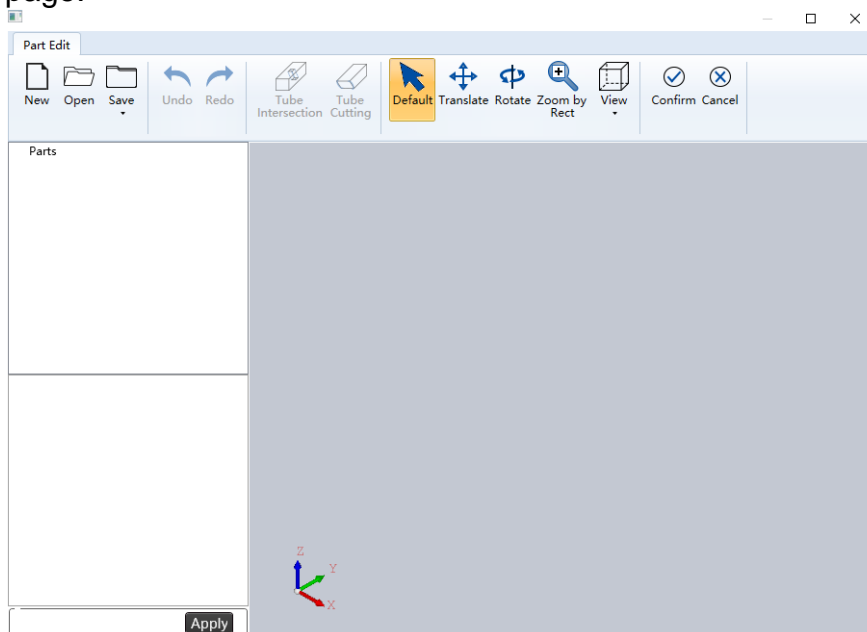 page.
Part Edit
New Open Save Undo Redo Tube Intersection Tube Cutting Default Translate Rotate Zoom by Rect View Confirm Cancel
Parts
Z
Y
X
Apply